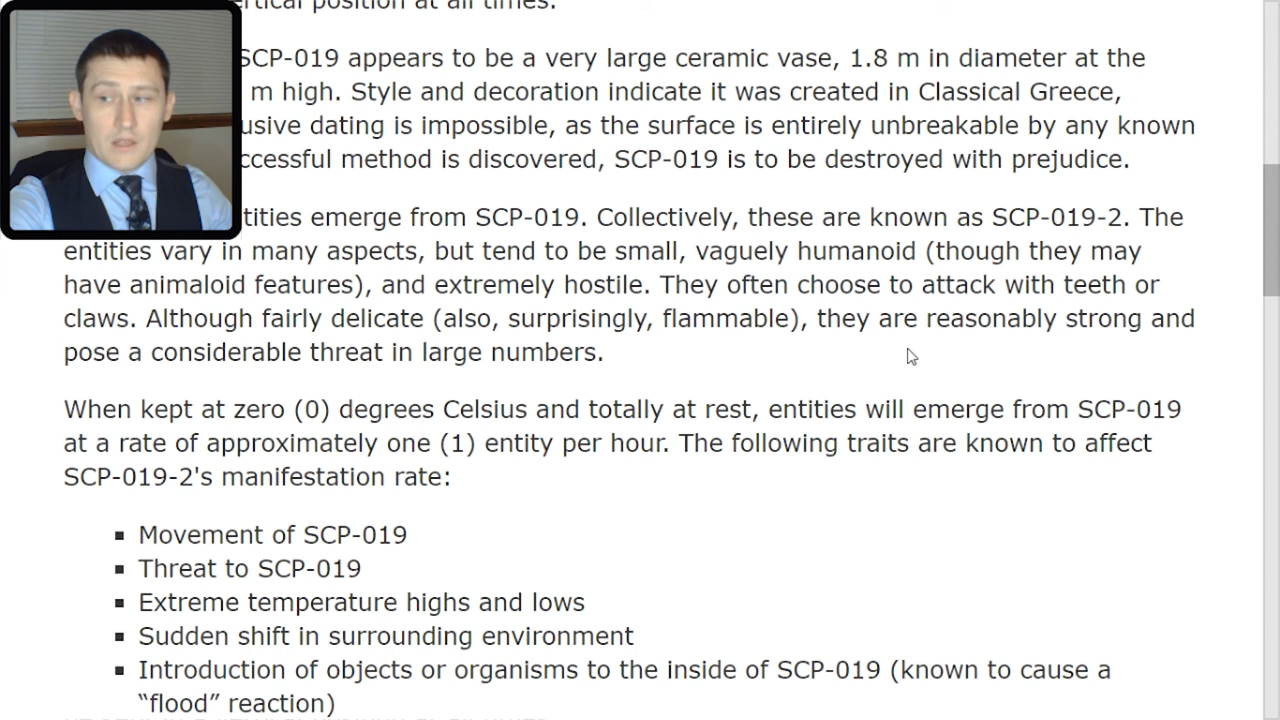 rtical position at all times.
SCP-019 appears to be a very large ceramic vase, 1.8 m in diameter at the
m high. Style and decoration indicate it was created in Classical Greece,
usive dating is impossible, as the surface is entirely unbreakable by any known
ccessful method is discovered, SCP-019 is to be destroyed with prejudice.
tities emerge from SCP-019. Collectively, these are known as SCP-019-2. The
entities vary in many aspects, but tend to be small, vaguely humanoid (though they may
have animaloid features), and extremely hostile. They often choose to attack with teeth or
claws. Although fairly delicate (also, surprisingly, flammable), they are reasonably strong and
pose a considerable threat in large numbers.
When kept at zero (0) degrees Celsius and totally at rest, entities will emerge from SCP-019
at a rate of approximately one (1) entity per hour. The following traits are known to affect
SCP-019-2's manifestation rate:
▪ Movement of SCP-019
▪ Threat to SCP-019
▪ Extreme temperature highs and lows
▪ Sudden shift in surrounding environment
▪ Introduction of objects or organisms to the inside of SCP-019 (known to cause a
“flood” reaction)